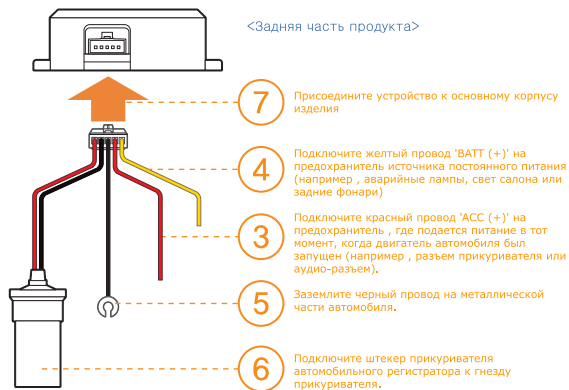 <Задняя часть продукта>
7
Присоедините устройство к основному корпусу
изделия
4
Подключите желтый провод 'BATT (+)' на
предохранитель источника постоянного питания
(например , аварийные лампы, свет салона или
задние фонари)
3
Подключите красный провод 'ACC (+)' на
предохранитель , где подается питание в тот
момент, когда двигатель автомобиля был
запущен (например , разъем прикуривателя или
аудио-разъем).
5
Заземлите черный провод на металлической
части автомобиля.
6
Подключите штекер прикуривателя
автомобильного регистратора к гнезду
прикуривателя.